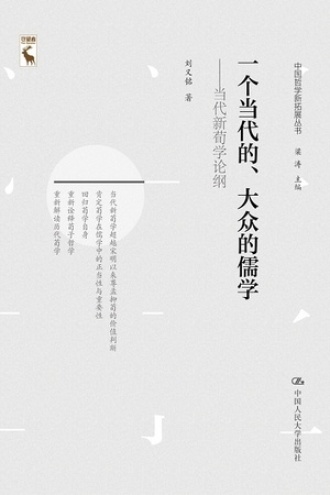 守望者
中国哲学新拓展丛书
梁涛 主编
一个当代的、大众的儒学
——当代新荀学论纲
刘又铭 著
当代新荀学超越宋明以来尊孟抑荀的价值判断
肯定荀学在儒学中的正当性与重要性
回归荀学自身
重新诠释荀子哲学
重新解读历代荀学
中国人民大学出版社